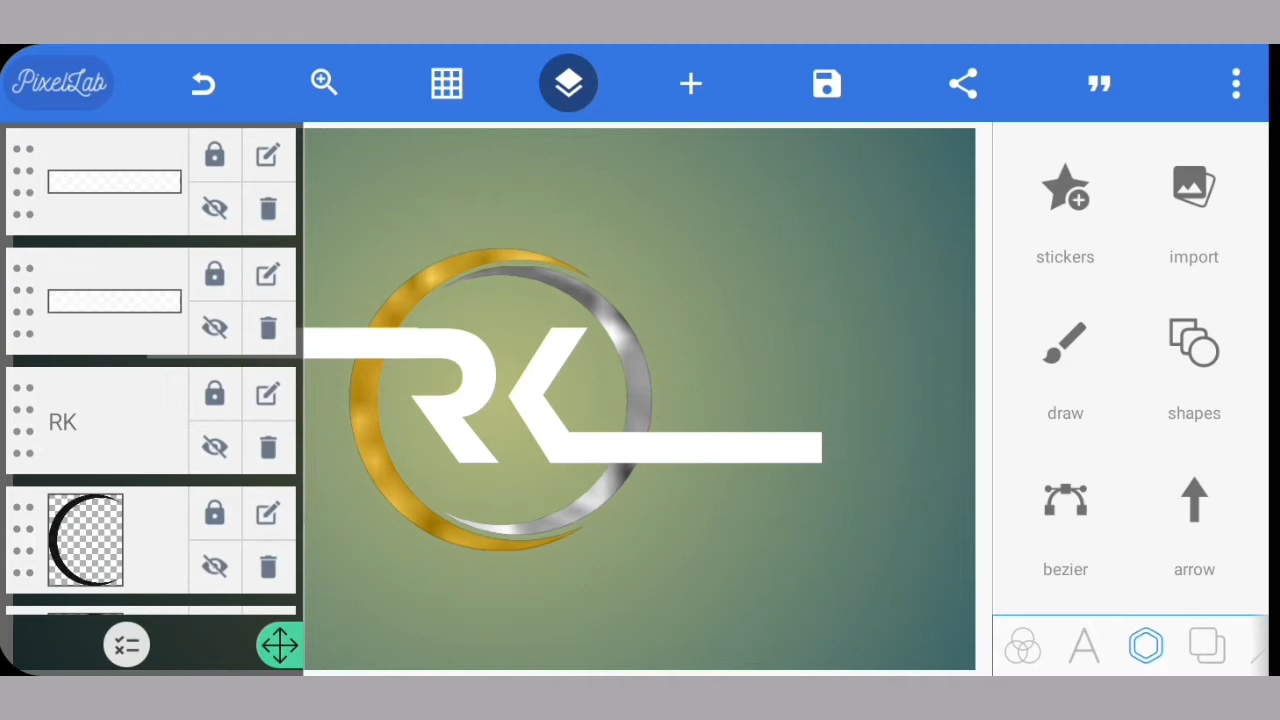 PixelLab
stickers
import
RK
RK
draw
shapes
bezier
arrow